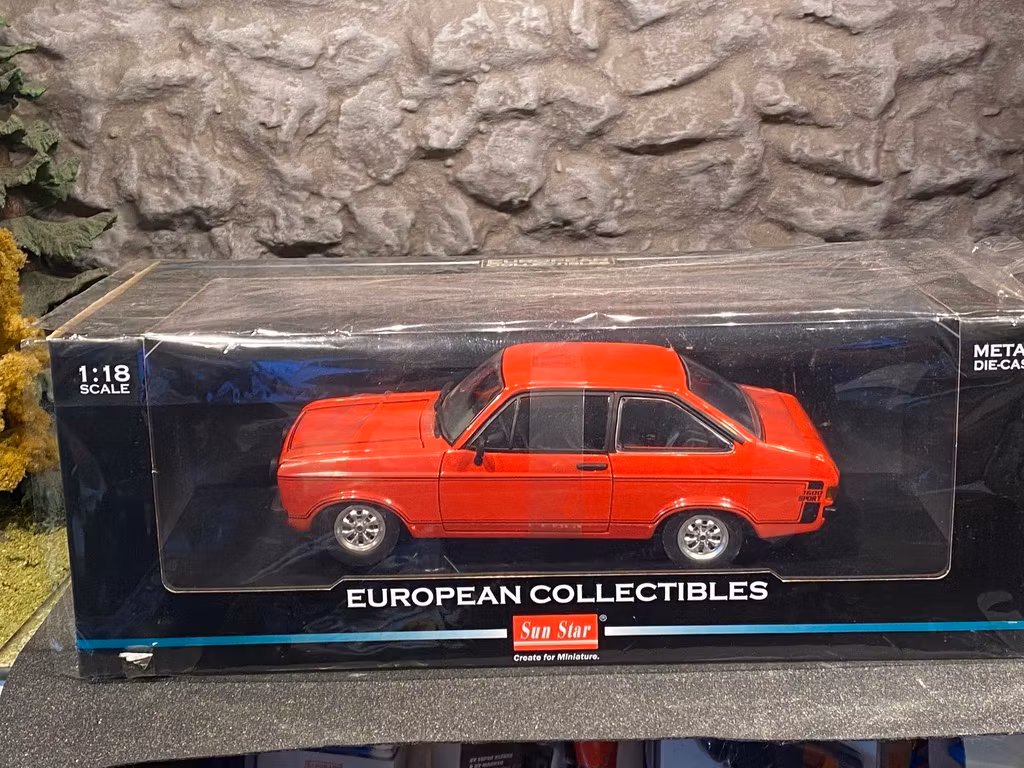 1:18
SCALE
META
DIE-CAS
1600
SPORT
EUROPEAN COLLECTIBLES
Sun Star®
Create for Miniature.